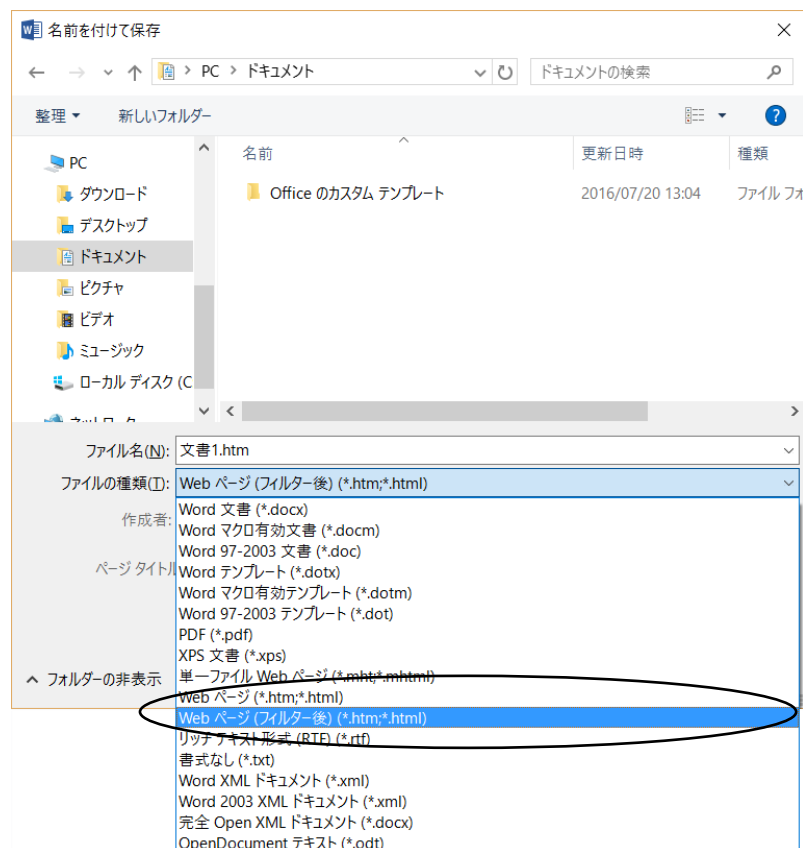 名前を付けて保存
PC > ドキュメント
ドキュメントの検索
整理
新しいフォルダー
名前
更新日時
種類
PC
ダウンロード
デスクトップ
ドキュメント
ピクチャ
ビデオ
ミュージック
ローカル ディスク (C
Office のカスタム テンプレート
2016/07/20 13:04
ファイル フォ
ファイル名(N):
文書1.htm
ファイルの種類(T):
Web ページ (フィルター後) (*.htm;*.html)
作成者:
ページ タイトル
フォルダーの非表示
Word 文書 (*.docx)
Word マクロ有効文書 (*.docm)
Word 97-2003 文書 (*.doc)
Word テンプレート (*.dotx)
Word マクロ有効テンプレート (*.dotm)
Word 97-2003 テンプレート (*.dot)
PDF (*.pdf)
XPS 文書 (*.xps)
単一ファイル Web ページ (*.mht;*.mhtml)
Web ページ (*.htm;*.html)
Web ページ (フィルター後) (*.htm;*.html)
リッチ テキスト形式 (RTF) (*.rtf)
書式なし (*.txt)
Word XML ドキュメント (*.xml)
Word 2003 XML ドキュメント (*.xml)
完全 Open XML ドキュメント (*.docx)
OpenDocument テキスト (*.odt)